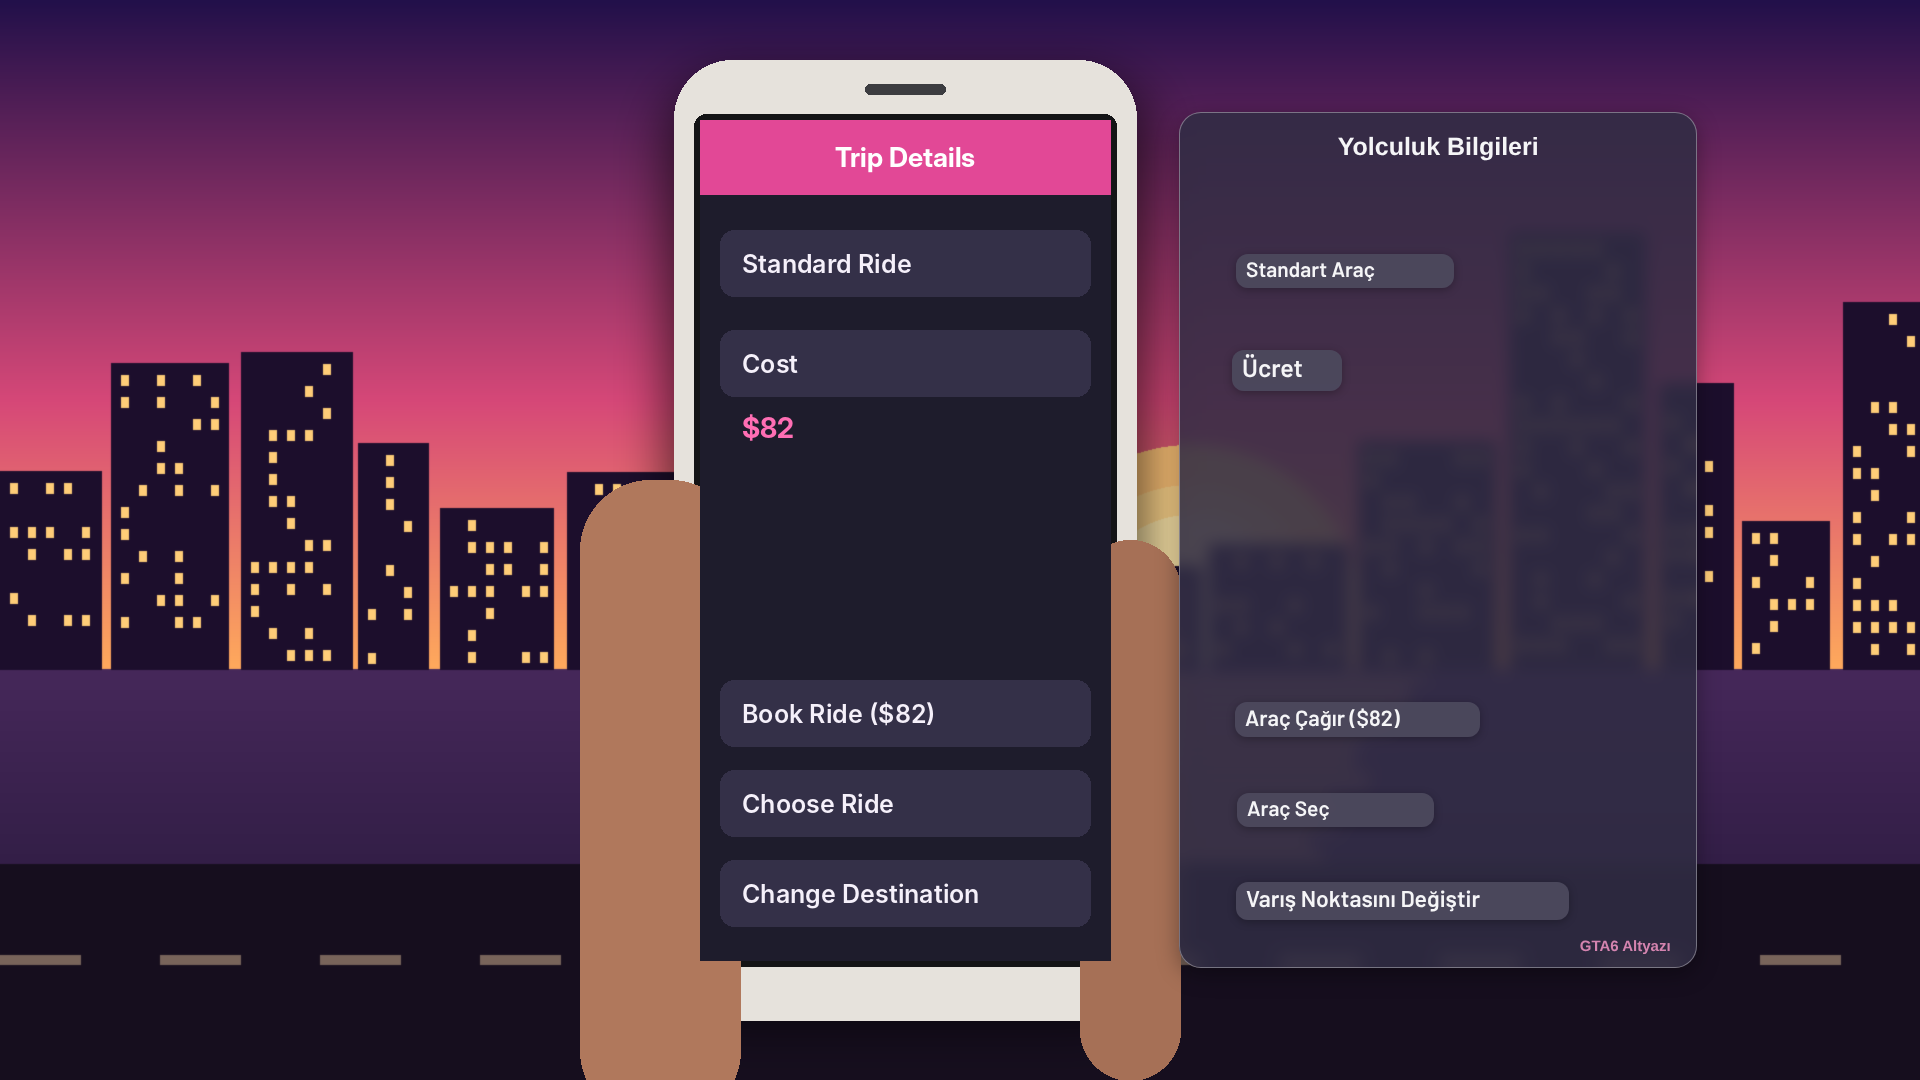 Trip Details
Standard Ride
Cost
$82
Book Ride ($82)
Choose Ride
Change Destination
Yolculuk Bilgileri
Standart Araç
Ücret
Araç Çağır ($82)
Araç Seç
Varış Noktasını Değiştir
GTA6 Altyazı